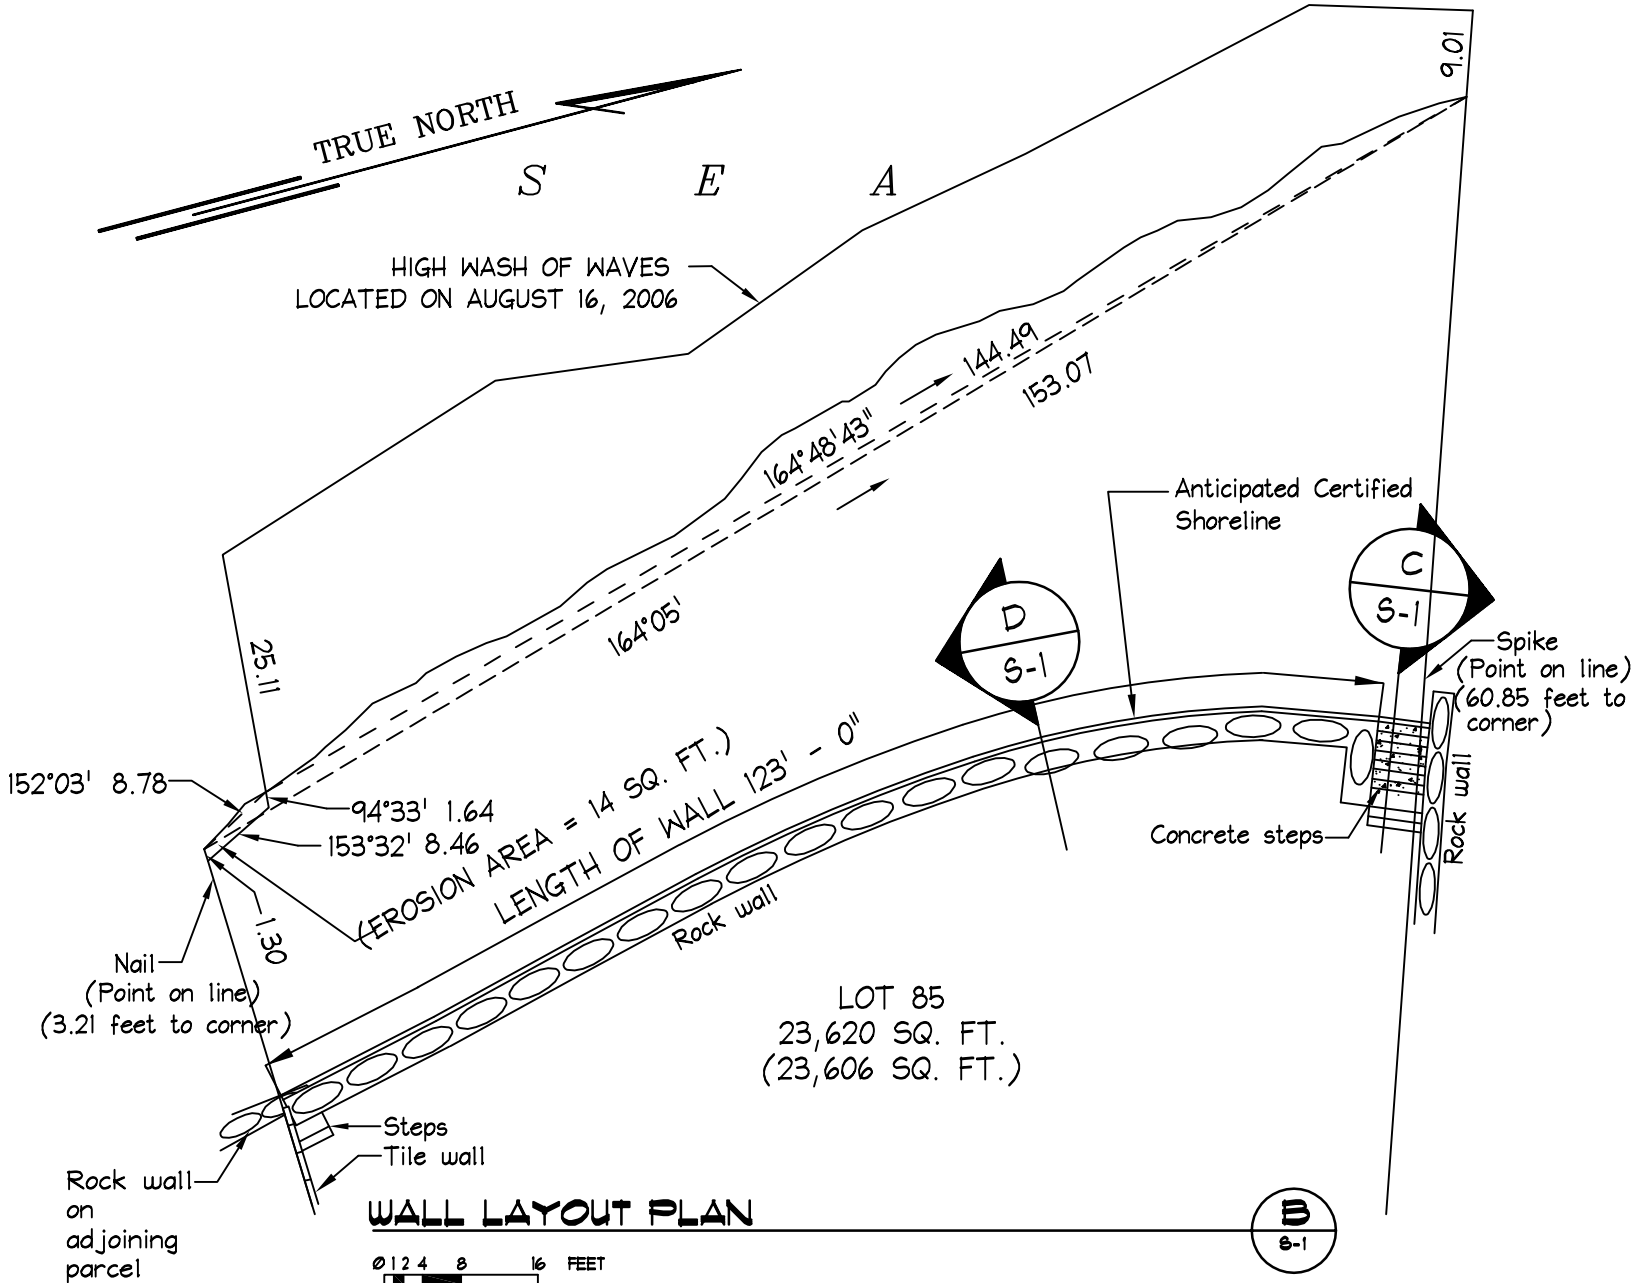 9.01
TRUE NORTH
S E A
HIGH WASH OF WAVES
LOCATED ON AUGUST 16, 2006
144.49
153.07
164°48'43"
Anticipated Certified
Shoreline
C
S-1
D
S-1
164°05'
25.11
Spike
(Point on line)
(60.85 feet to
corner)
152°03' 8.78
94°33' 1.64
153°32' 8.46
(EROSION AREA = 14 SQ. FT.)
LENGTH OF WALL 123' - 0"
Concrete steps
Rock wall
Rock wall
1.30
Nail
(Point on line)
(3.21 feet to corner)
LOT 85
23,620 SQ. FT.
(23,606 SQ. FT.)
Steps
Tile wall
Rock wall
on
adjoining
parcel
WALL LAYOUT PLAN
B
S-1
0 1 2 4 8 16 FEET